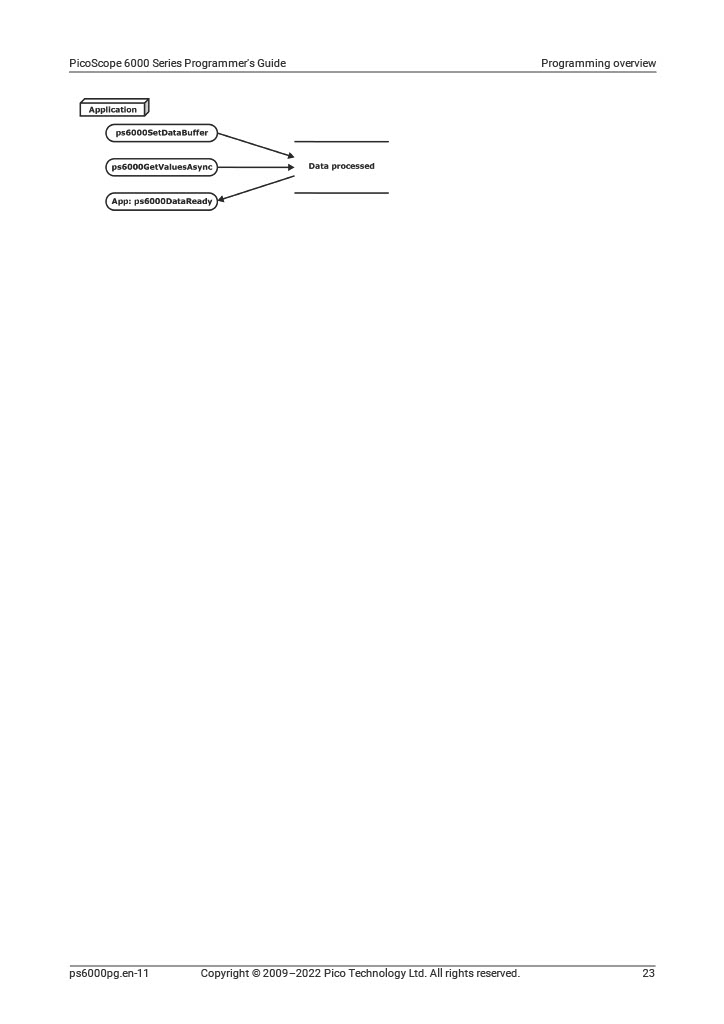 PicoScope 6000 Series Programmer's Guide Programming overview
Application
ps6000SetDataBuffer
ps6000GetValuesAsync Data processed
App: ps6000DataReady
ps6000pg.en-11 Copyright © 2009–2022 Pico Technology Ltd. All rights reserved. 23